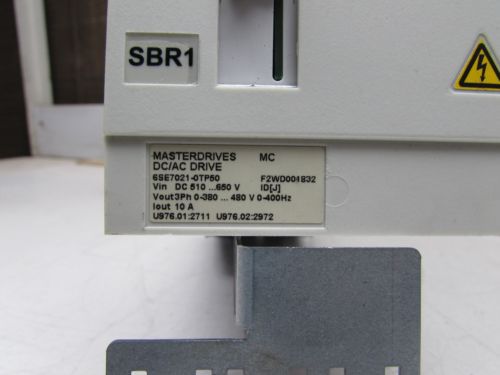 SBR1
MASTERDRIVES MC
DC/AC DRIVE
6SE7021-0TP50 F2WD001832
Vin DC 510 ...650 V ID[J]
Vout3Ph 0-380 ... 480 V 0-400Hz
Iout 10 A
U976.01:2711 U976.02:2972